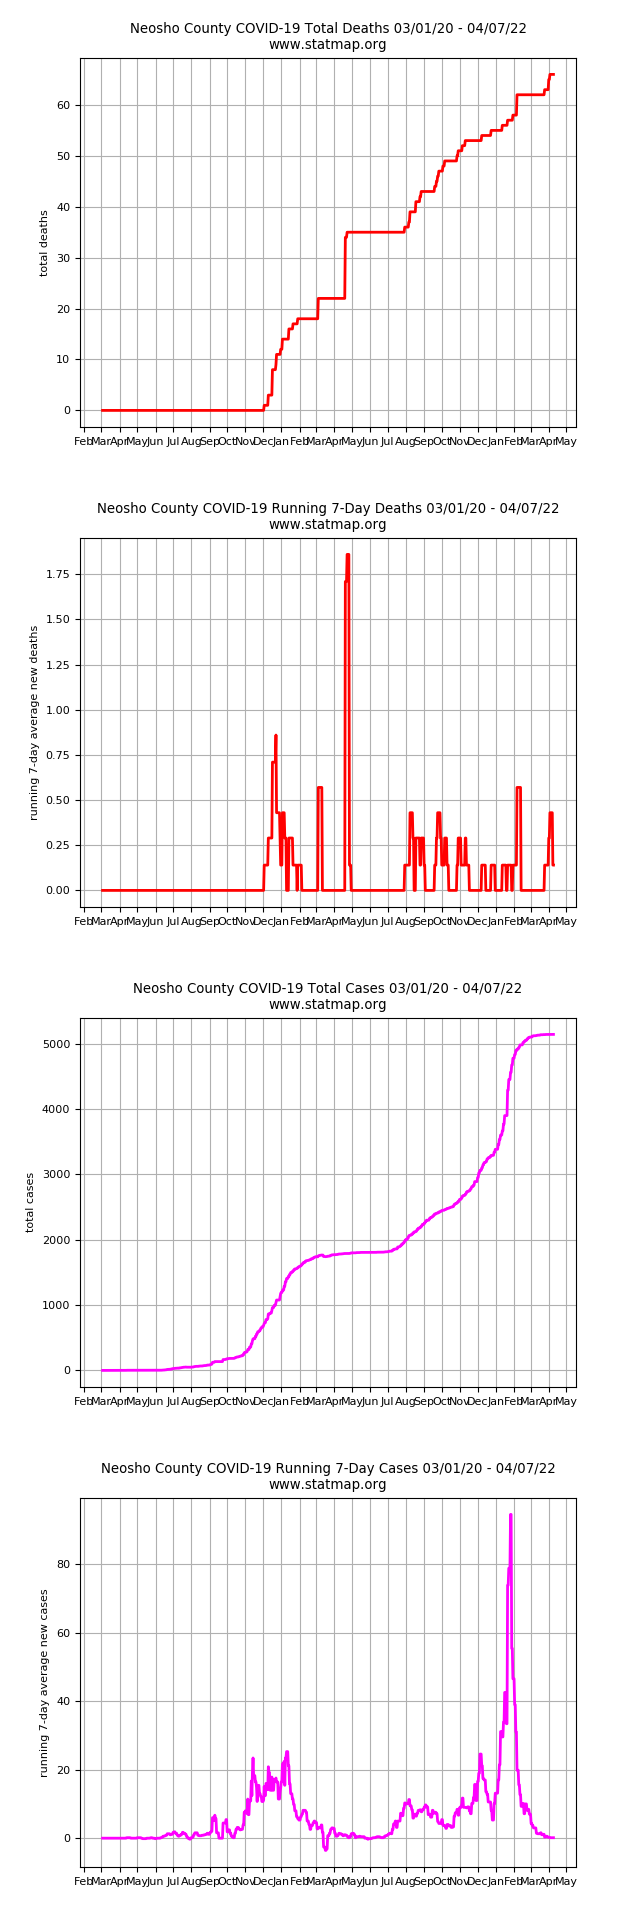 Neosho County COVID-19 Total Deaths 03/01/20 - 04/07/22
www.statmap.org
total deaths
60
50
40
30
20
10
0
Feb Mar Apr May Jun Jul Aug Sep Oct Nov Dec Jan Feb Mar Apr May Jun Jul Aug Sep Oct Nov Dec Jan Feb Mar Apr May
Neosho County COVID-19 Running 7-Day Deaths 03/01/20 - 04/07/22
www.statmap.org
running 7-day average new deaths
1.75
1.50
1.25
1.00
0.75
0.50
0.25
0.00
Feb Mar Apr May Jun Jul Aug Sep Oct Nov Dec Jan Feb Mar Apr May Jun Jul Aug Sep Oct Nov Dec Jan Feb Mar Apr May
Neosho County COVID-19 Total Cases 03/01/20 - 04/07/22
www.statmap.org
total cases
5000
4000
3000
2000
1000
0
Feb Mar Apr May Jun Jul Aug Sep Oct Nov Dec Jan Feb Mar Apr May Jun Jul Aug Sep Oct Nov Dec Jan Feb Mar Apr May
Neosho County COVID-19 Running 7-Day Cases 03/01/20 - 04/07/22
www.statmap.org
running 7-day average new cases
80
60
40
20
0
Feb Mar Apr May Jun Jul Aug Sep Oct Nov Dec Jan Feb Mar Apr May Jun Jul Aug Sep Oct Nov Dec Jan Feb Mar Apr May